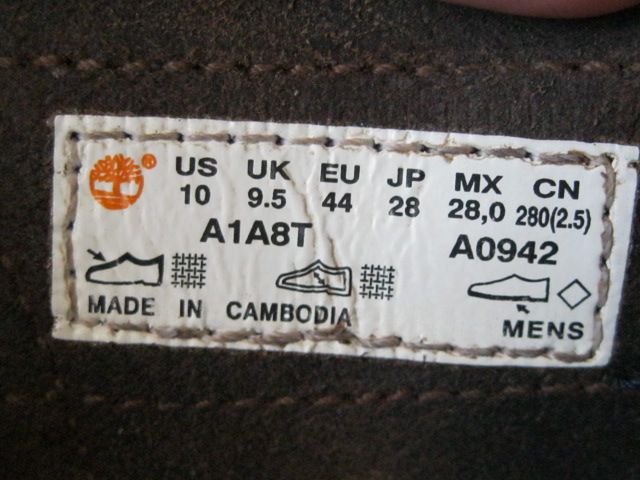 ® US UK EU JP MX CN
10 9.5 44 28 28,0 280(2.5)
A1A8T A0942
MADE IN CAMBODIA
MENS